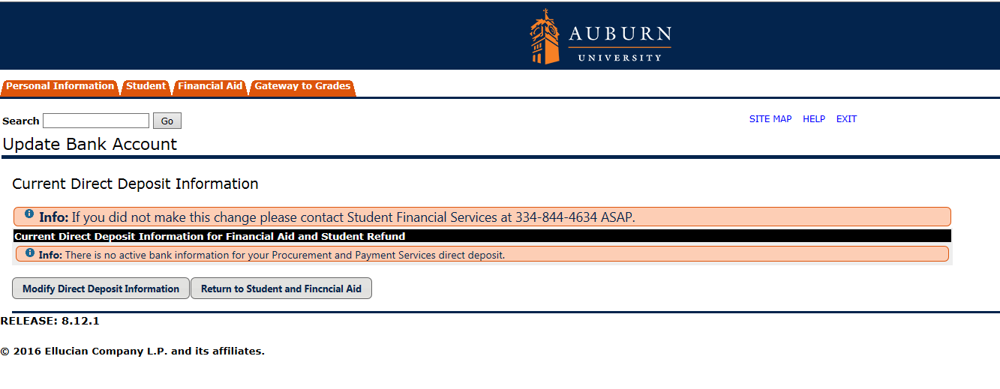 AUBURN
UNIVERSITY
Personal Information Student Financial Aid Gateway to Grades
Search Go SITE MAP HELP EXIT
Update Bank Account
Current Direct Deposit Information
Info: If you did not make this change please contact Student Financial Services at 334-844-4634 ASAP.
Current Direct Deposit Information for Financial Aid and Student Refund
Info: There is no active bank information for your Procurement and Payment Services direct deposit.
Modify Direct Deposit Information Return to Student and Fincncial Aid
RELEASE: 8.12.1
© 2016 Ellucian Company L.P. and its affiliates.